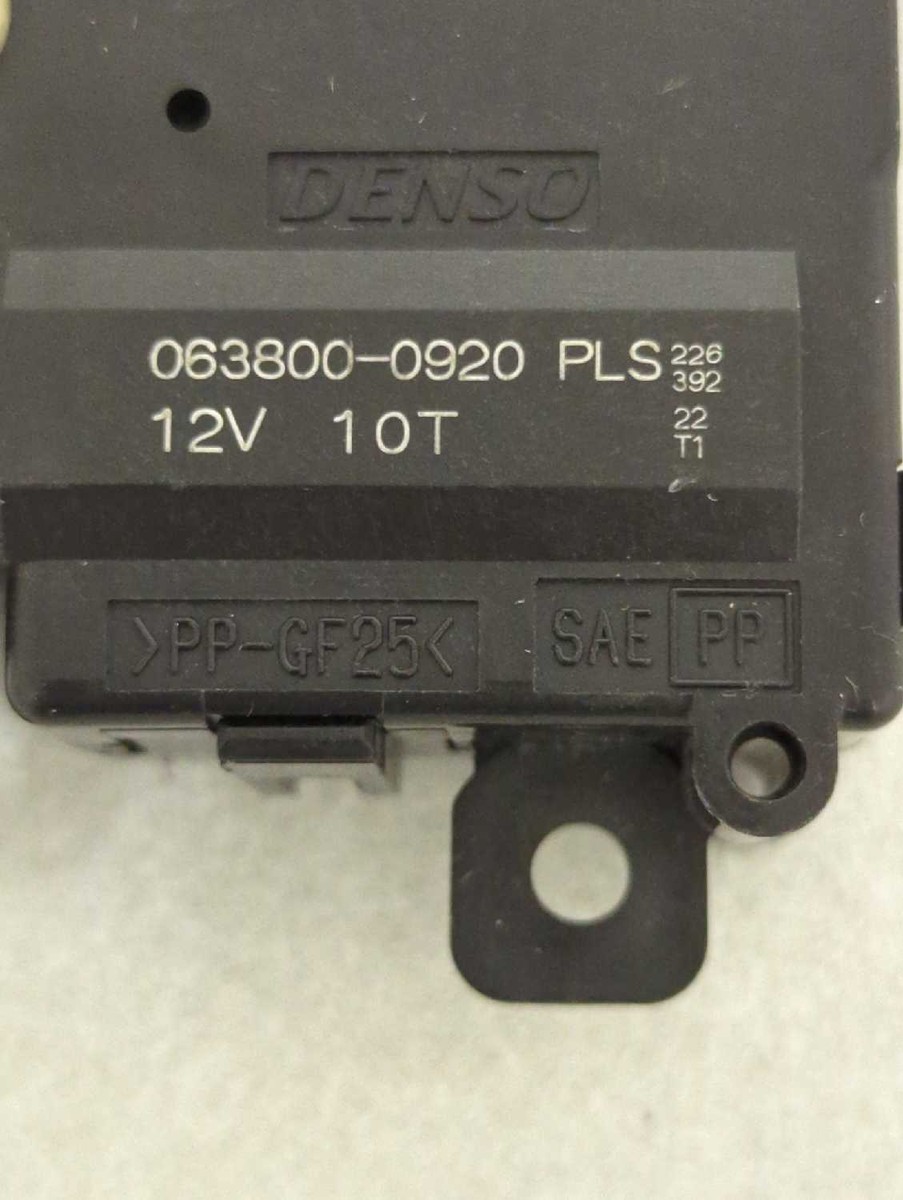 DENSO
063800-0920 PLS 226
392
12V 10T 22
T1
>PP-GF25< SAE PP